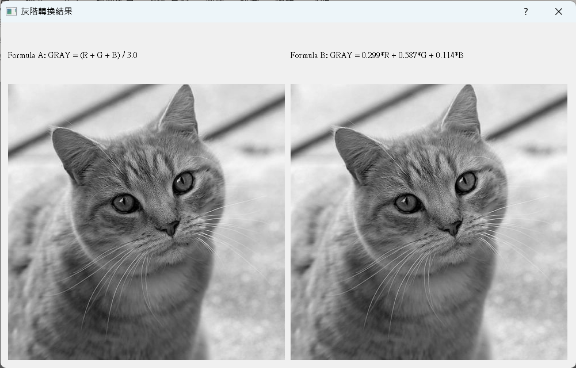 灰階轉換結果
Formula A: GRAY = (R + G + B) / 3.0
Formula B: GRAY = 0.299*R + 0.587*G + 0.114*B